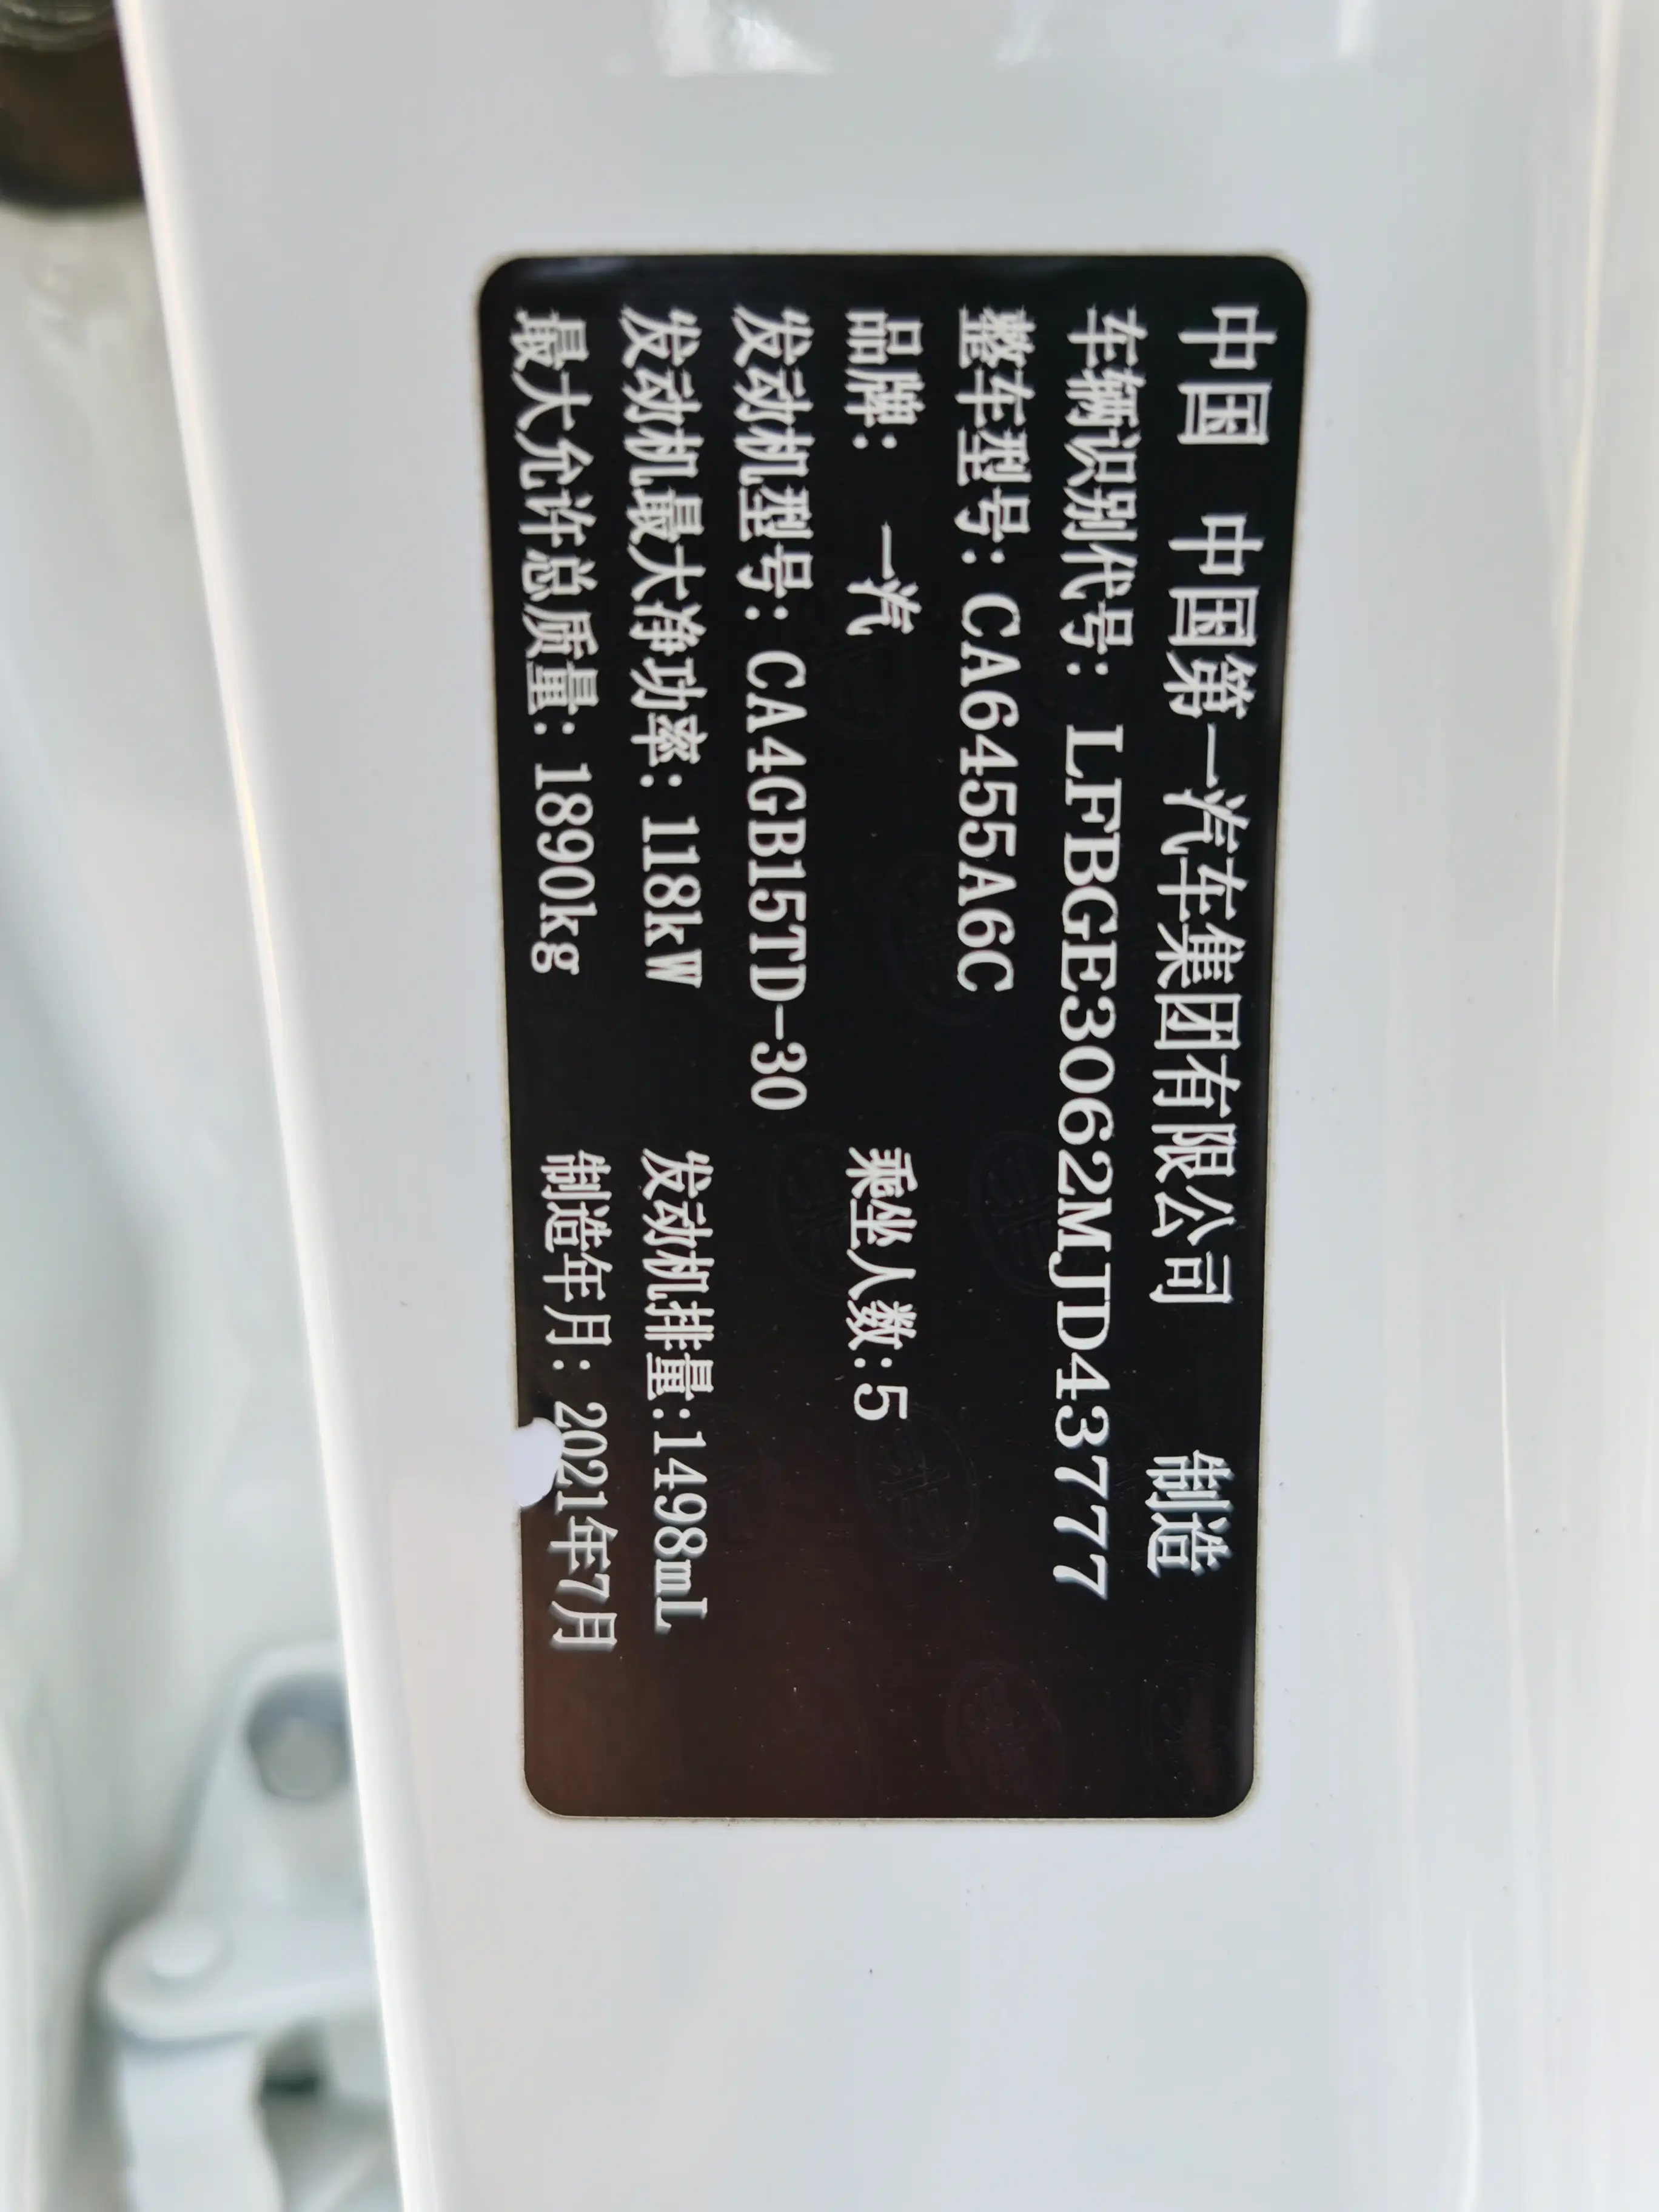 中国 中国第一汽车集团有限公司 制造
车辆识别代号: LFBGE3062MJD43777
整车型号: CA6455A6C
品牌: 一汽 乘坐人数:5
发动机型号: CA4GB15TD-30
发动机最大净功率: 118kW 发动机排量:1498mL
最大允许总质量: 1890kg 制造年月: 2021年7月